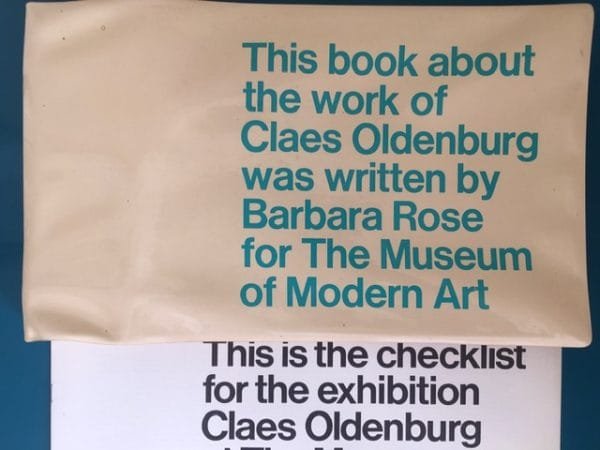 This book about
the work of
Claes Oldenburg
was written by
Barbara Rose
for The Museum
of Modern Art
This is the checklist
for the exhibition
Claes Oldenburg